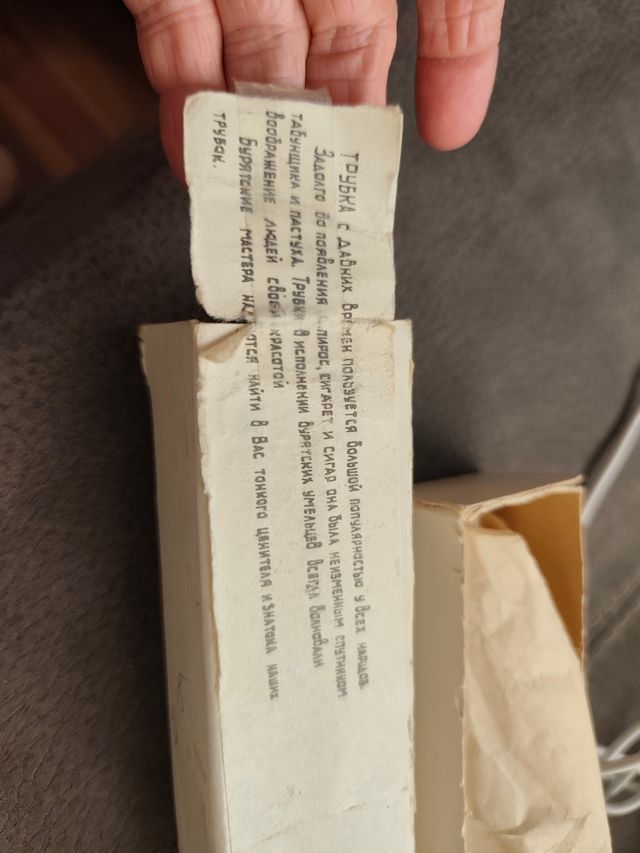 Трубка с давних времен пользуется большой популярностью у всех народов.
Задолго до появления папирос, сигарет и сигар она была неизменным спутником
табунщика и пастуха. Трубки в исполнении бурятских умельцев всегда волновали
воображение людей своей красотой
Бурятские мастера надеются найти в Вас тонкого ценителя и знатока наших
трубок.